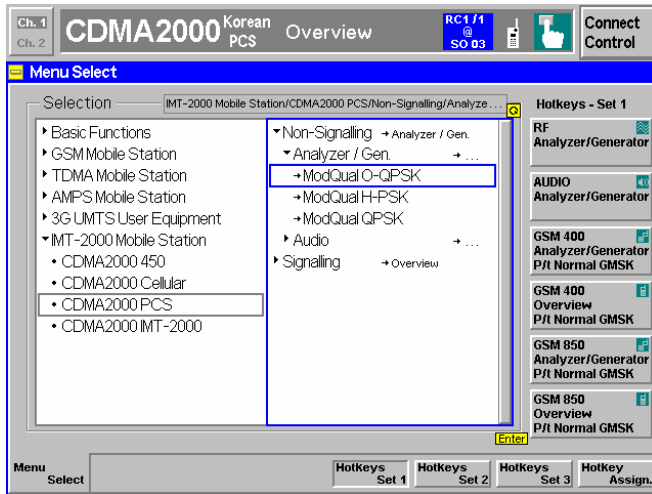 Ch. 1
Ch. 2
CDMA2000 Korean PCS
Overview
RC1 /1
@
SO 03
Connect
Control
Menu Select
Selection
IMT-2000 Mobile Station/CDMA2000 PCS/Non-Signalling/Analyze...
Basic Functions
GSM Mobile Station
TDMA Mobile Station
AMPS Mobile Station
3G UMTS User Equipment
IMT-2000 Mobile Station
CDMA2000 450
CDMA2000 Cellular
CDMA2000 PCS
CDMA2000 IMT-2000
Non-Signalling → Analyzer / Gen.
Analyzer / Gen. → ...
→ ModQual O-QPSK
→ ModQual H-PSK
→ ModQual QPSK
Audio → ...
Signalling → Overview
Enter
Hotkeys - Set 1
RF
Analyzer/Generator
AUDIO
Analyzer/Generator
GSM 400
Analyzer/Generator
P/t Normal GMSK
GSM 400
Overview
P/t Normal GMSK
GSM 850
Analyzer/Generator
P/t Normal GMSK
GSM 850
Overview
P/t Normal GMSK
Menu
Select
Hotkeys
Set 1
Hotkeys
Set 2
Hotkeys
Set 3
Hotkey
Assign.